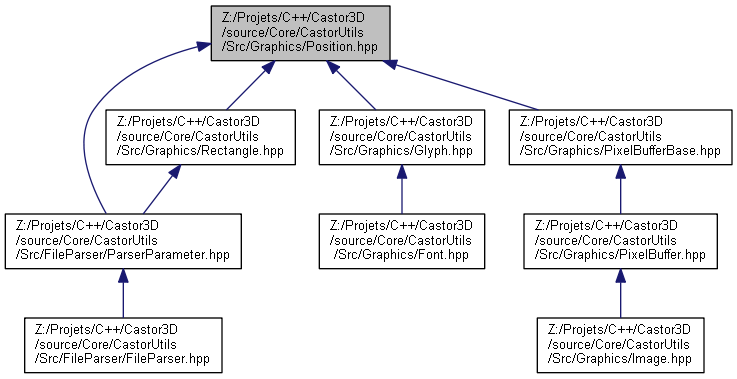 Z:/Projets/C++/Castor3D
/source/Core/CastorUtils
/Src/Graphics/Position.hpp
Z:/Projets/C++/Castor3D
/source/Core/CastorUtils
/Src/Graphics/Rectangle.hpp
Z:/Projets/C++/Castor3D
/source/Core/CastorUtils
/Src/Graphics/Glyph.hpp
Z:/Projets/C++/Castor3D
/source/Core/CastorUtils
/Src/Graphics/PixelBufferBase.hpp
Z:/Projets/C++/Castor3D
/source/Core/CastorUtils
/Src/FileParser/ParserParameter.hpp
Z:/Projets/C++/Castor3D
/source/Core/CastorUtils
/Src/Graphics/Font.hpp
Z:/Projets/C++/Castor3D
/source/Core/CastorUtils
/Src/Graphics/PixelBuffer.hpp
Z:/Projets/C++/Castor3D
/source/Core/CastorUtils
/Src/FileParser/FileParser.hpp
Z:/Projets/C++/Castor3D
/source/Core/CastorUtils
/Src/Graphics/Image.hpp